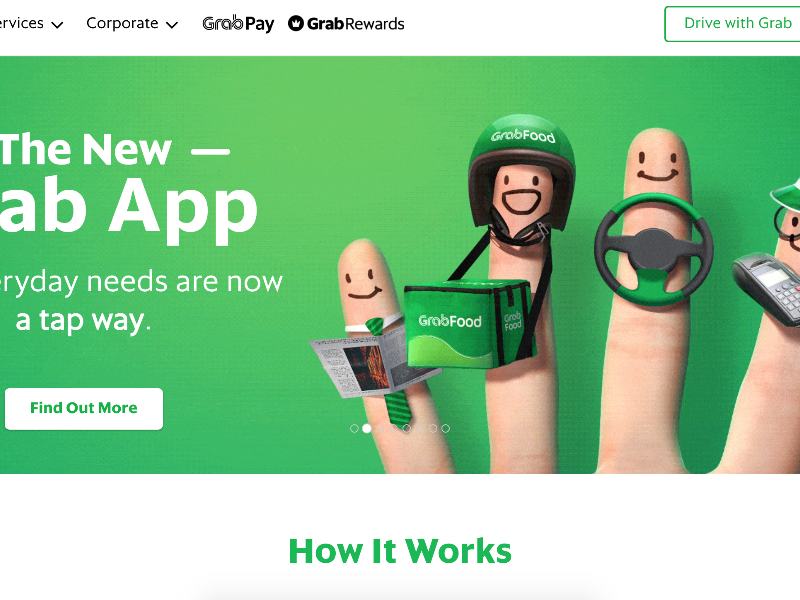 ervices
Corporate
GrabPay
GrabRewards
Drive with Grab
The New —
ab App
eryday needs are now
a tap way.
Find Out More
GrabFood
GrabFood
Grab
Food
How It Works